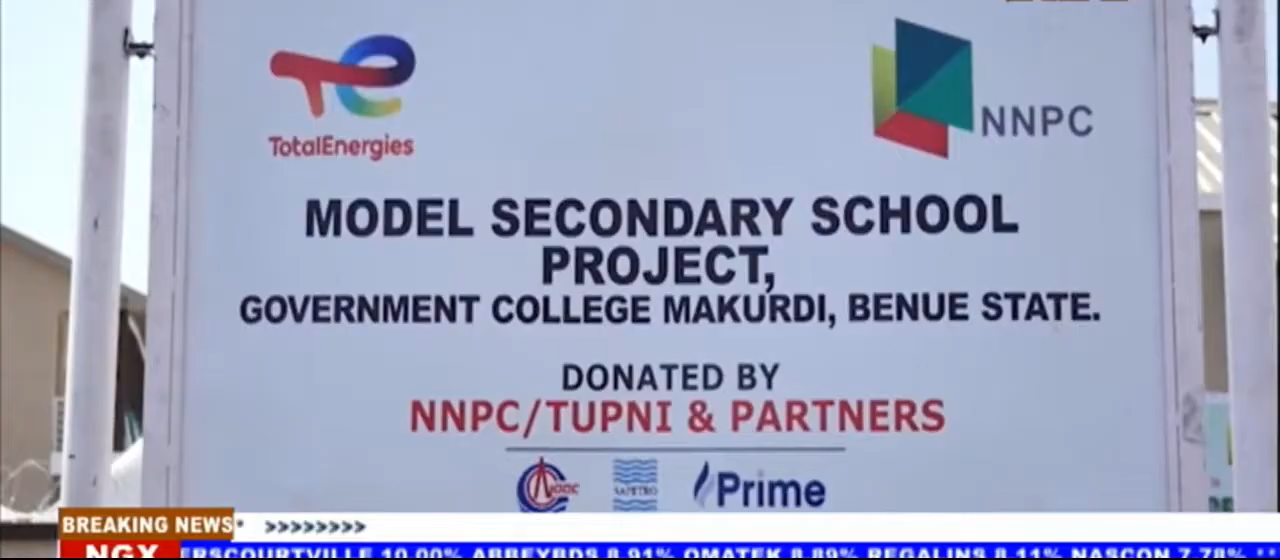 TotalEnergies
NNPC
MODEL SECONDARY SCHOOL
PROJECT,
GOVERNMENT COLLEGE MAKURDI, BENUE STATE.
DONATED BY
NNPC/TUPNI & PARTNERS
SAPETRO
Prime
BREAKING NEWS
>>>>>>>>>
NGX
ERSCOURTVILLE 10.00% ABBEYBDS 8.91% OMATEK 8.89% REGALINS 8.11% NASCON 7.78%